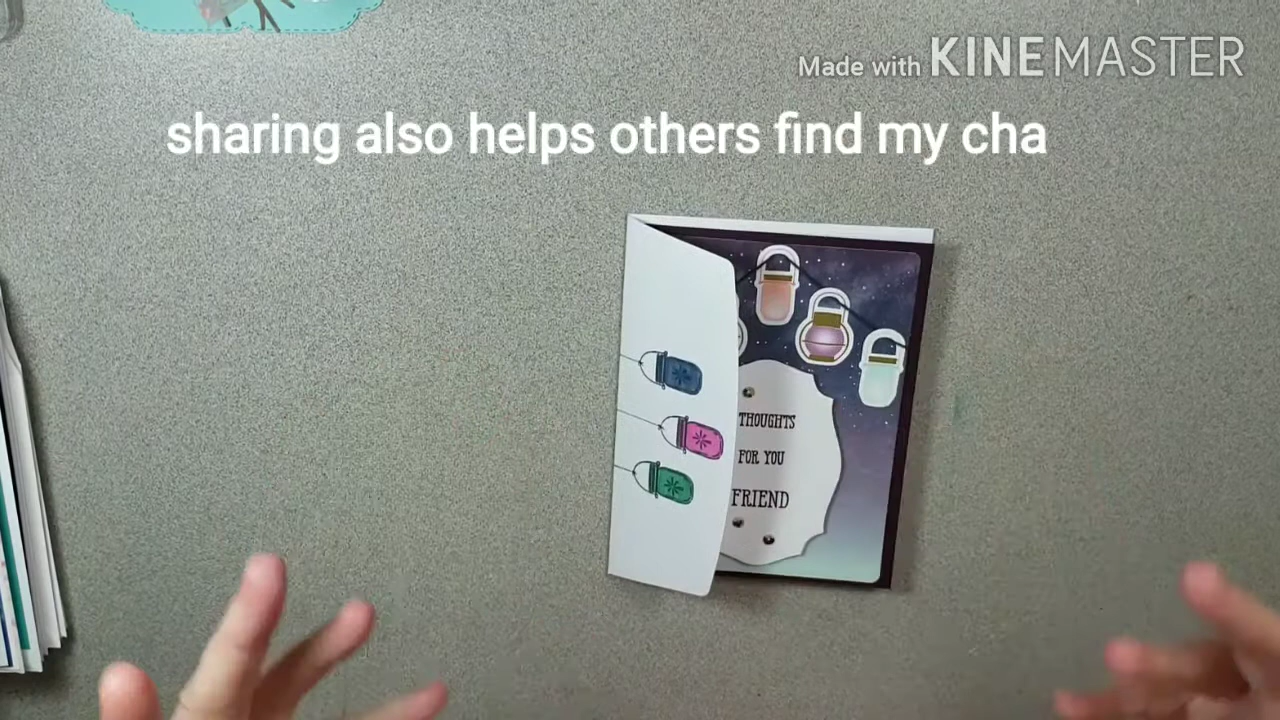 Made with KINEMASTER
sharing also helps others find my cha
THOUGHTS
FOR YOU
FRIEND